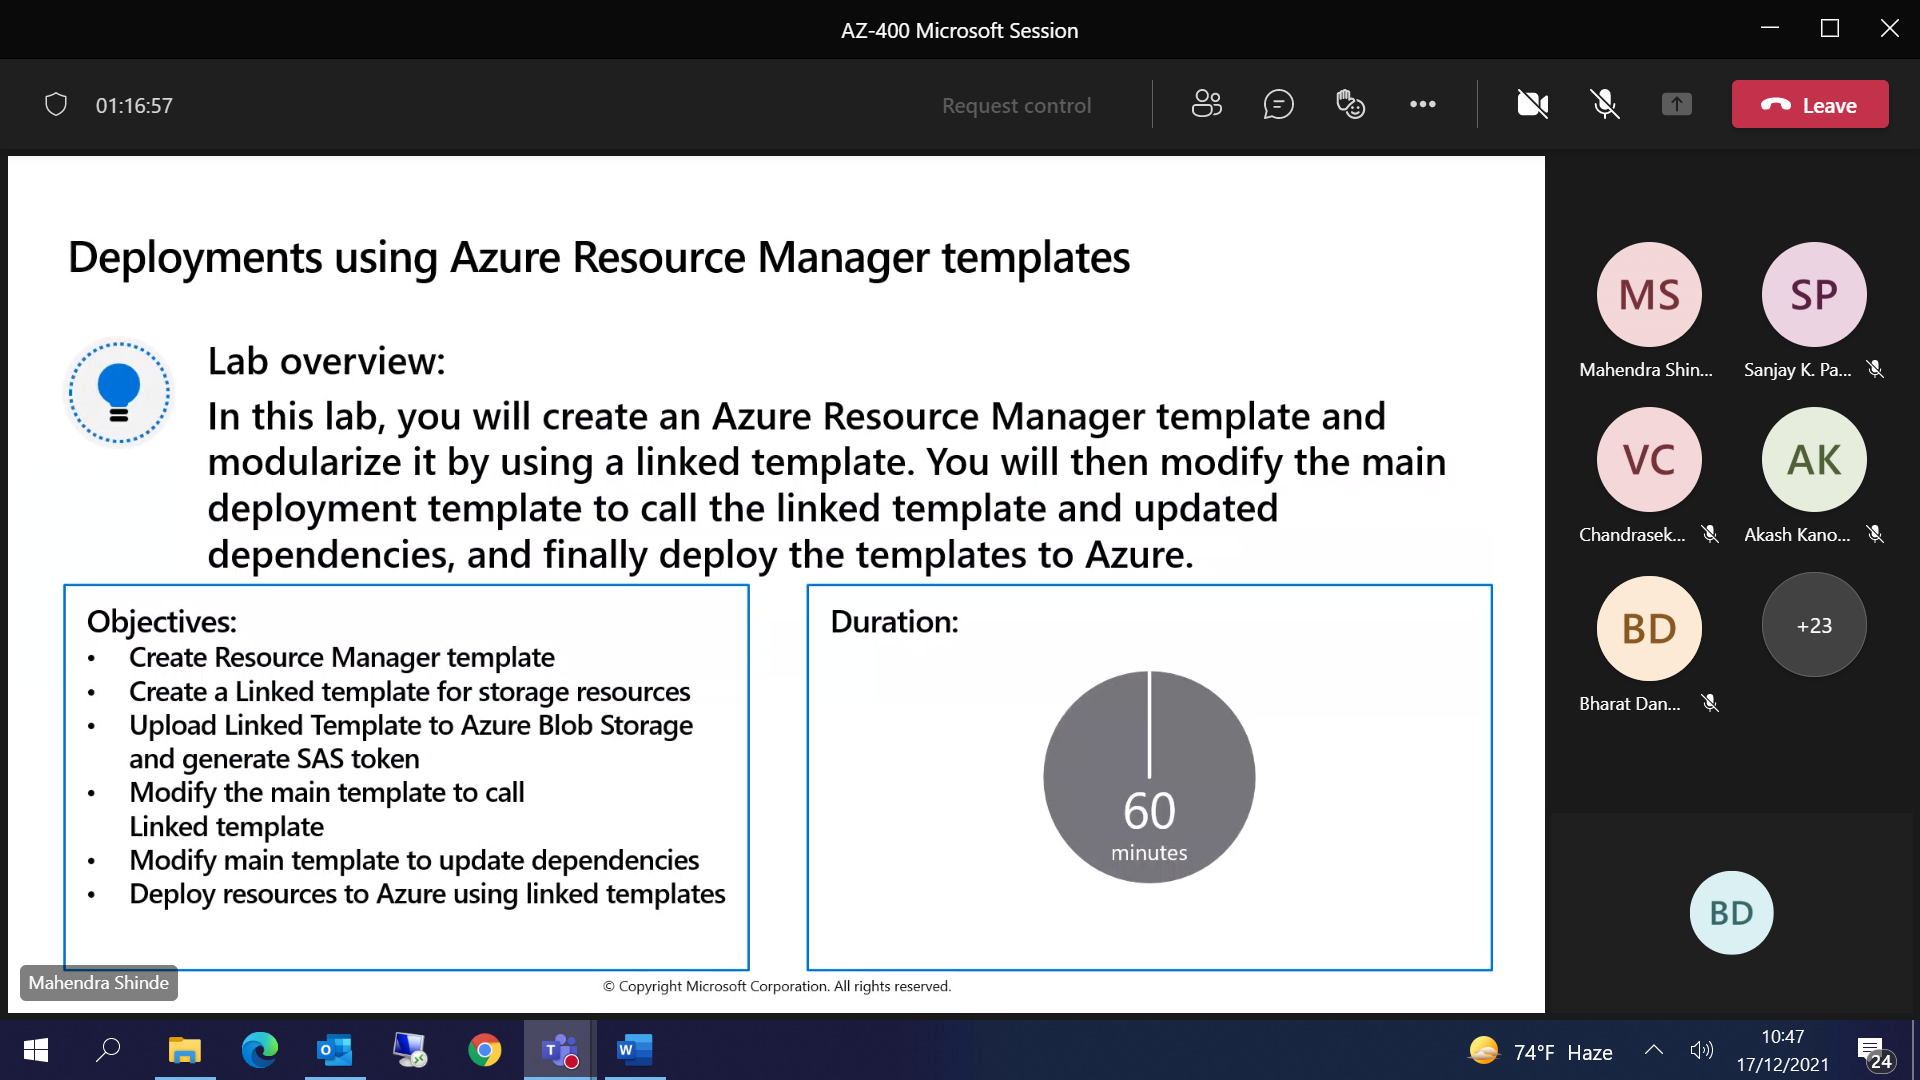 AZ-400 Microsoft Session
01:16:57
Request control
Leave
Deployments using Azure Resource Manager templates
Lab overview:
In this lab, you will create an Azure Resource Manager template and
modularize it by using a linked template. You will then modify the main
deployment template to call the linked template and updated
dependencies, and finally deploy the templates to Azure.
Objectives:
• Create Resource Manager template
• Create a Linked template for storage resources
• Upload Linked Template to Azure Blob Storage
and generate SAS token
• Modify the main template to call
Linked template
• Modify main template to update dependencies
• Deploy resources to Azure using linked templates
Duration:
60
minutes
© Copyright Microsoft Corporation. All rights reserved.
Mahendra Shinde
MS
Mahendra Shin...
SP
Sanjay K. Pa...
VC
Chandrasek...
AK
Akash Kano...
BD
Bharat Dan...
+23
BD
74°F Haze
10:47
17/12/2021
24